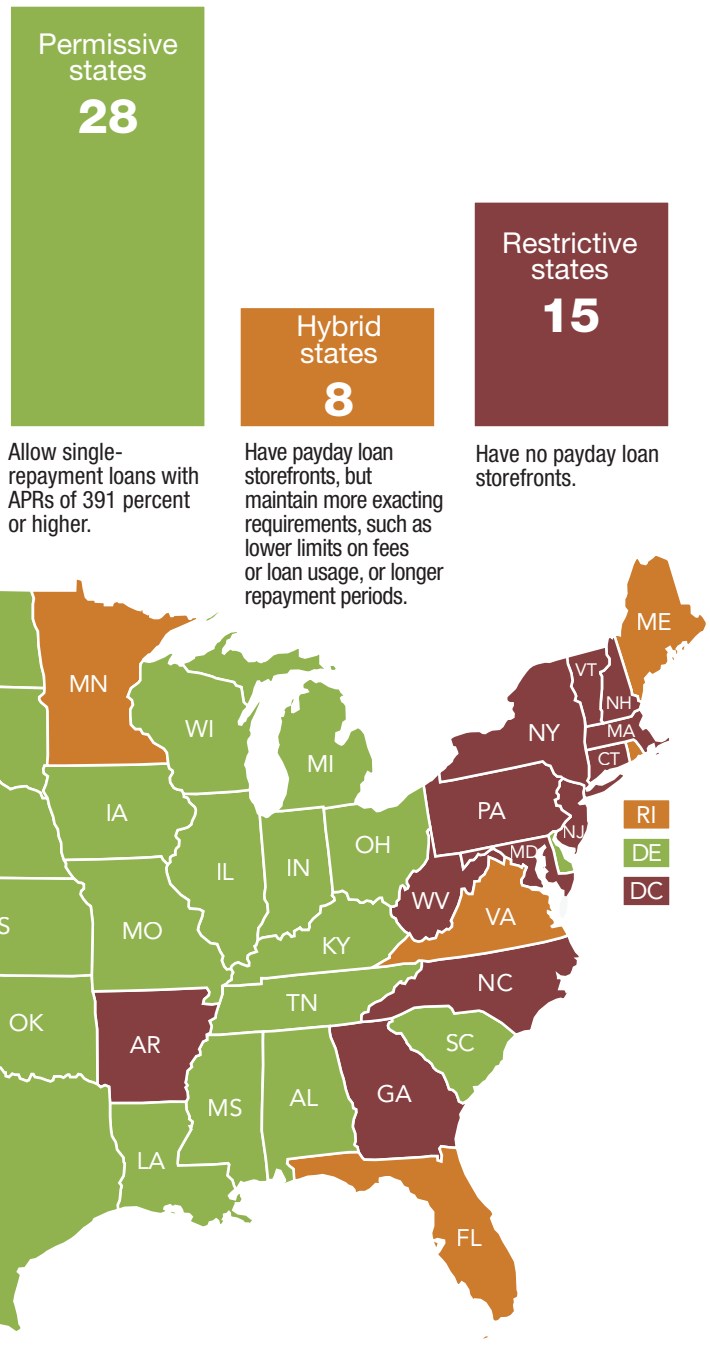 Permissive
states
28
Restrictive
states
15
Hybrid
states
8
Allow single-
repayment loans with
APRs of 391 percent
or higher.
Have payday loan
storefronts, but
maintain more exacting
requirements, such as
lower limits on fees
or loan usage, or longer
repayment periods.
Have no payday loan
storefronts.
ME
MN
VT
NH
WI
NY
MA
CT
MI
IA
PA
RI
NJ
OH
MD
DE
IL
IN
DC
WV
VA
S
MO
KY
NC
TN
OK
AR
SC
GA
AL
MS
LA
FL